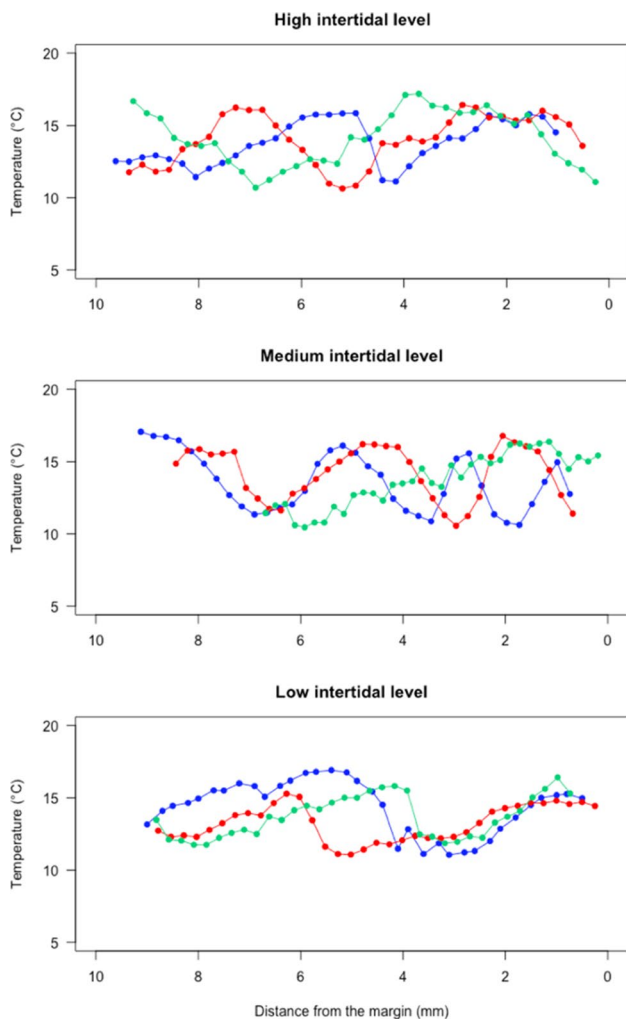 High intertidal level
Temperature (°C)
20
15
10
5
10 8 6 4 2 0
Medium intertidal level
Temperature (°C)
20
15
10
5
10 8 6 4 2 0
Low intertidal level
Temperature (°C)
20
15
10
5
10 8 6 4 2 0
Distance from the margin (mm)